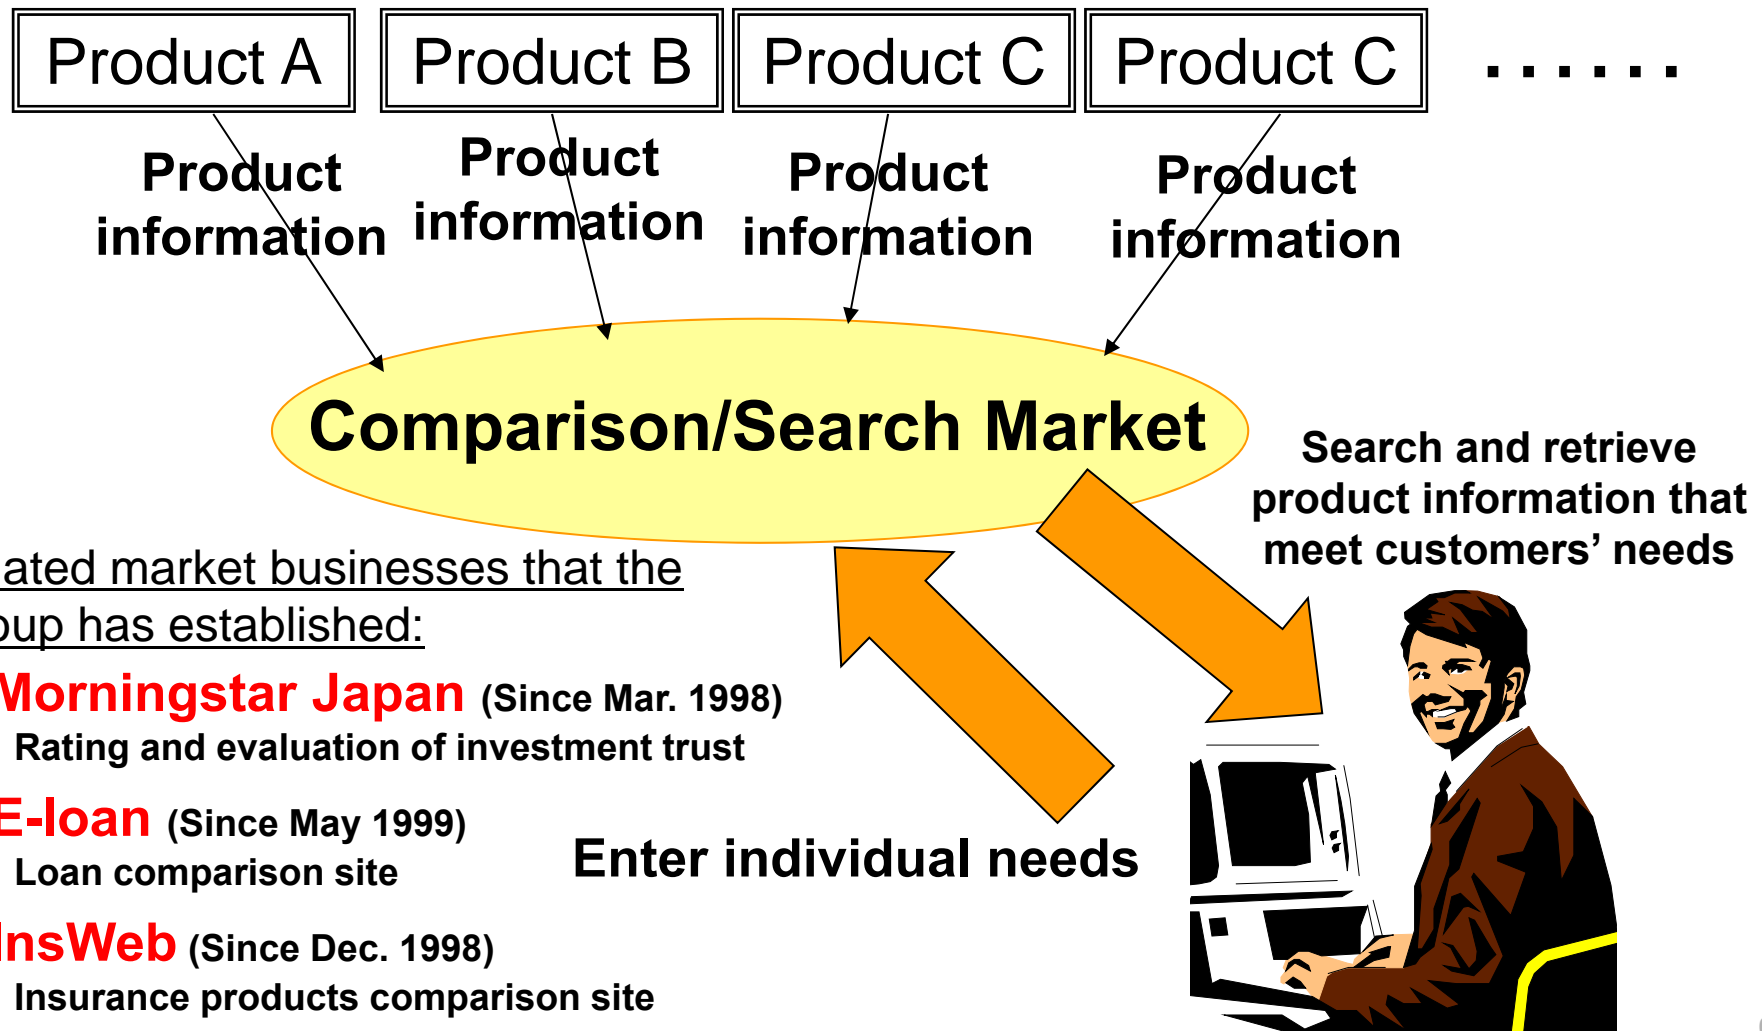 Product A
Product B
Product C
Product C
......
Product
information
Product
information
Product
information
Product
information
Comparison/Search Market
Search and retrieve
product information that
meet customers’ needs
ated market businesses that the
oup has established:
Morningstar Japan (Since Mar. 1998)
Rating and evaluation of investment trust
E-loan (Since May 1999)
Loan comparison site
Enter individual needs
InsWeb (Since Dec. 1998)
Insurance products comparison site